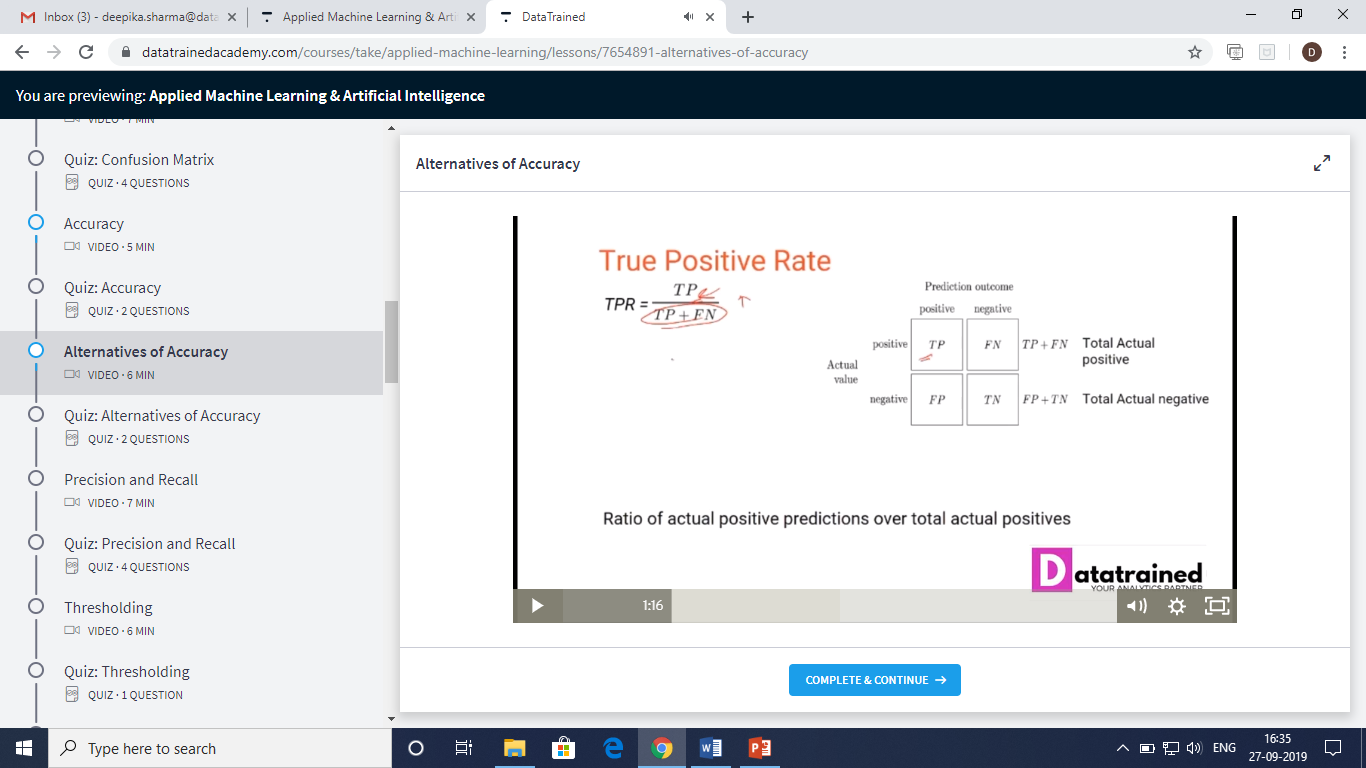 Inbox (3) - deepika.sharma@data
Applied Machine Learning & Arti
DataTrained
datatrainedacademy.com/courses/take/applied-machine-learning/lessons/7654891-alternatives-of-accuracy
D
You are previewing: Applied Machine Learning & Artificial Intelligence
VIDEO · 7 MIN
Quiz: Confusion Matrix
QUIZ · 4 QUESTIONS
Accuracy
VIDEO · 5 MIN
Quiz: Accuracy
QUIZ · 2 QUESTIONS
Alternatives of Accuracy
VIDEO · 6 MIN
Quiz: Alternatives of Accuracy
QUIZ · 2 QUESTIONS
Precision and Recall
VIDEO · 7 MIN
Quiz: Precision and Recall
QUIZ · 4 QUESTIONS
Thresholding
VIDEO · 6 MIN
Quiz: Thresholding
QUIZ · 1 QUESTION
Alternatives of Accuracy
True Positive Rate
TPR = TP / TP + FN
Prediction outcome
positive negative
positive TP FN TP + FN Total Actual positive
Actual value
negative FP TN FP + TN Total Actual negative
Ratio of actual positive predictions over total actual positives
Datatrained
YOUR ANALYTICS PARTNER
1:16
COMPLETE & CONTINUE →
Type here to search
ENG
16:35
27-09-2019